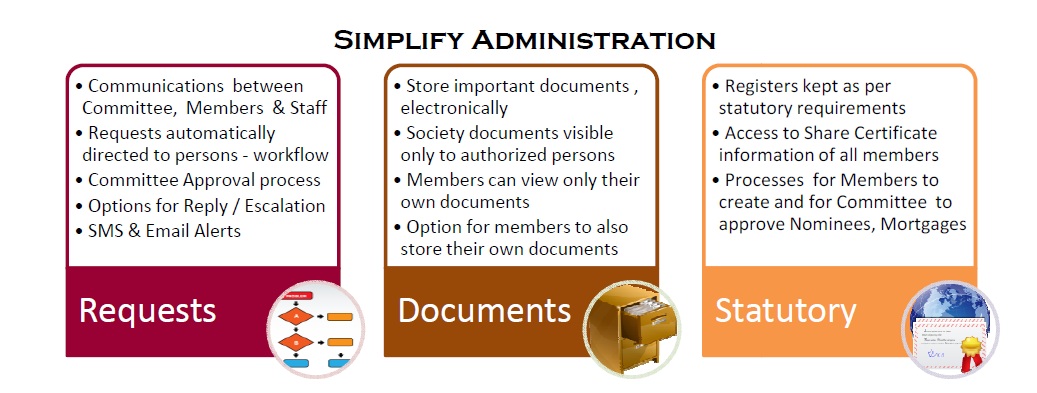 SIMPLIFY ADMINISTRATION
• Communications between
Committee, Members & Staff
• Requests automatically
directed to persons - workflow
• Committee Approval process
• Options for Reply / Escalation
• SMS & Email Alerts
Requests
• Store important documents ,
electronically
• Society documents visible
only to authorized persons
• Members can view only their
own documents
• Option for members to also
store their own documents
Documents
• Registers kept as per
statutory requirements
• Access to Share Certificate
information of all members
• Processes for Members to
create and for Committee to
approve Nominees, Mortgages
Statutory